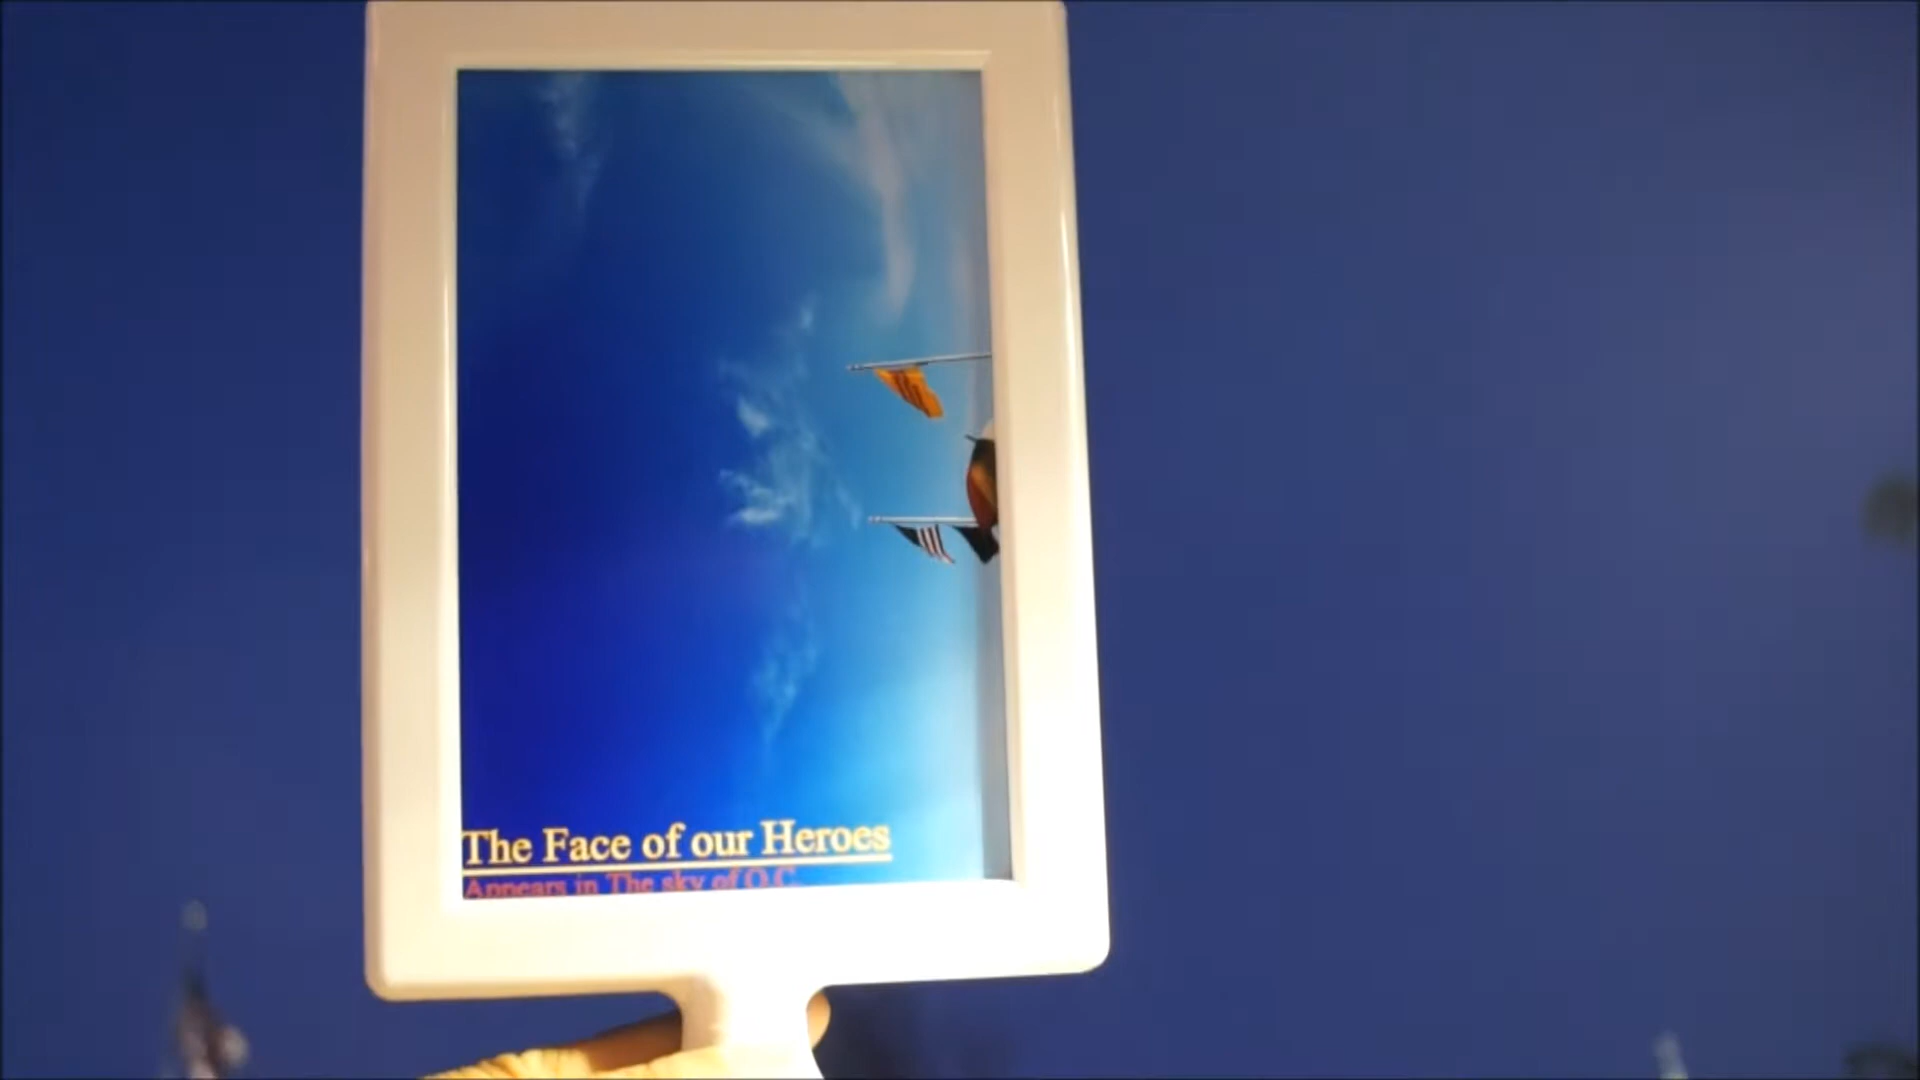 The Face of our Heroes
Appears in The sky of O.C.